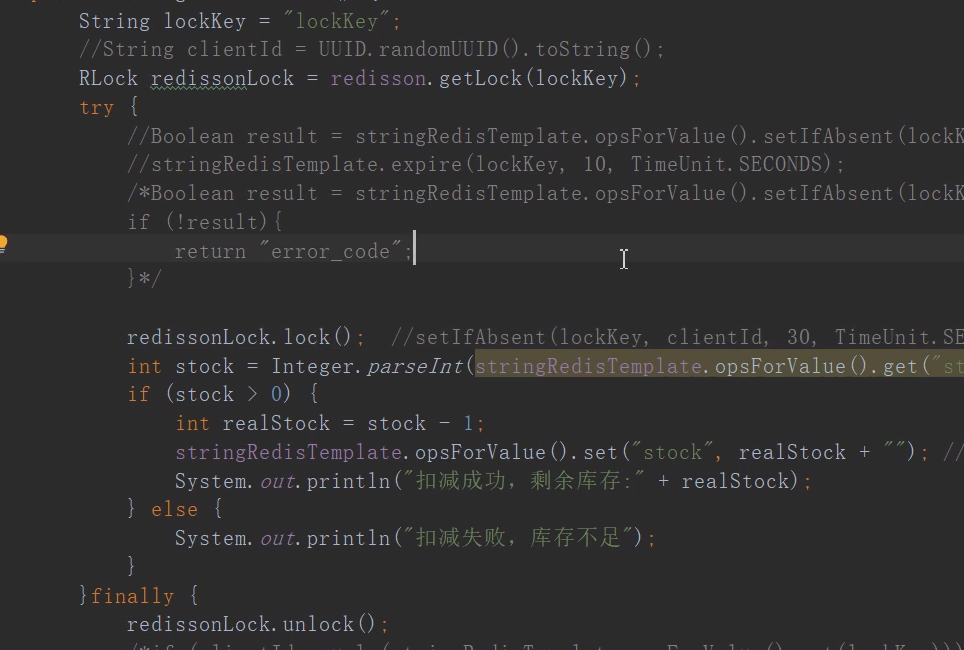 String lockKey = "lockKey";
//String clientId = UUID.randomUUID().toString();
RLock redissonLock = redisson.getLock(lockKey);
try {
//Boolean result = stringRedisTemplate.opsForValue().setIfAbsent(lockK
//stringRedisTemplate.expire(lockKey, 10, TimeUnit.SECONDS);
/*Boolean result = stringRedisTemplate.opsForValue().setIfAbsent(lockK
if (!result){
return "error_code";
}*/
redissonLock.lock(); //setIfAbsent(lockKey, clientId, 30, TimeUnit.SE
int stock = Integer.parseInt(stringRedisTemplate.opsForValue().get("st
if (stock > 0) {
int realStock = stock - 1;
stringRedisTemplate.opsForValue().set("stock", realStock + ""); //
System.out.println("扣减成功，剩余库存:" + realStock);
} else {
System.out.println("扣减失败，库存不足");
}
}finally {
redissonLock.unlock();